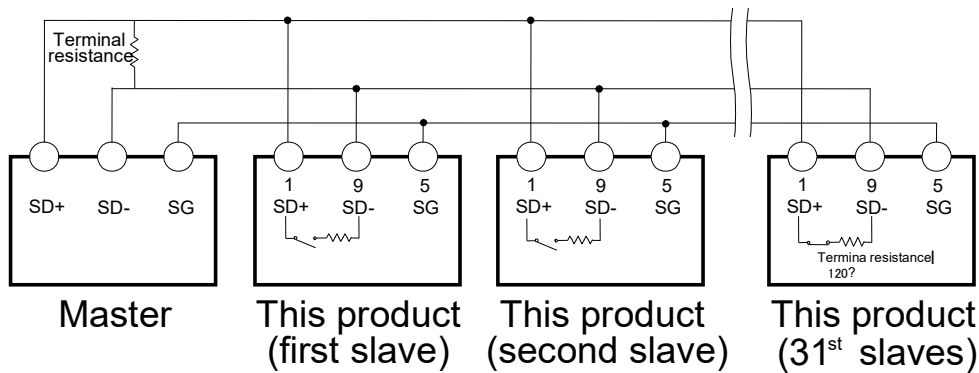 Terminal
resistance
SD+ SD- SG
1 9 5
SD+ SD- SG
1 9 5
SD+ SD- SG
1 9 5
SD+ SD- SG
Termina resistance
120?
Master
This product
(first slave)
This product
(second slave)
This product
(31st slaves)